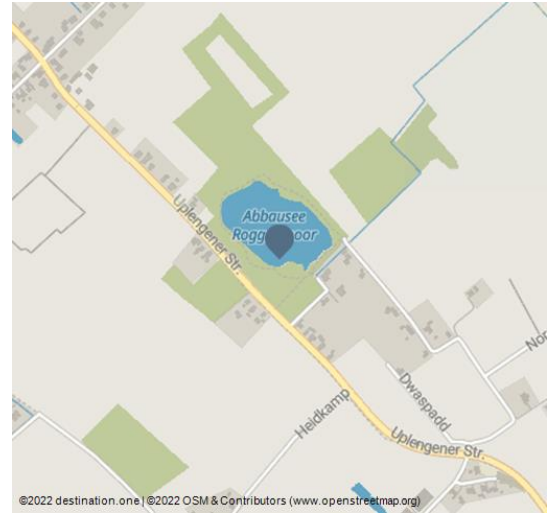 Abbausee
Uplengener Str.
Dwaspadd
Heidkamp
Uplengener Str.
©2022 destination.one | ©2022 OSM & Contributors (www.openstreetmap.org)